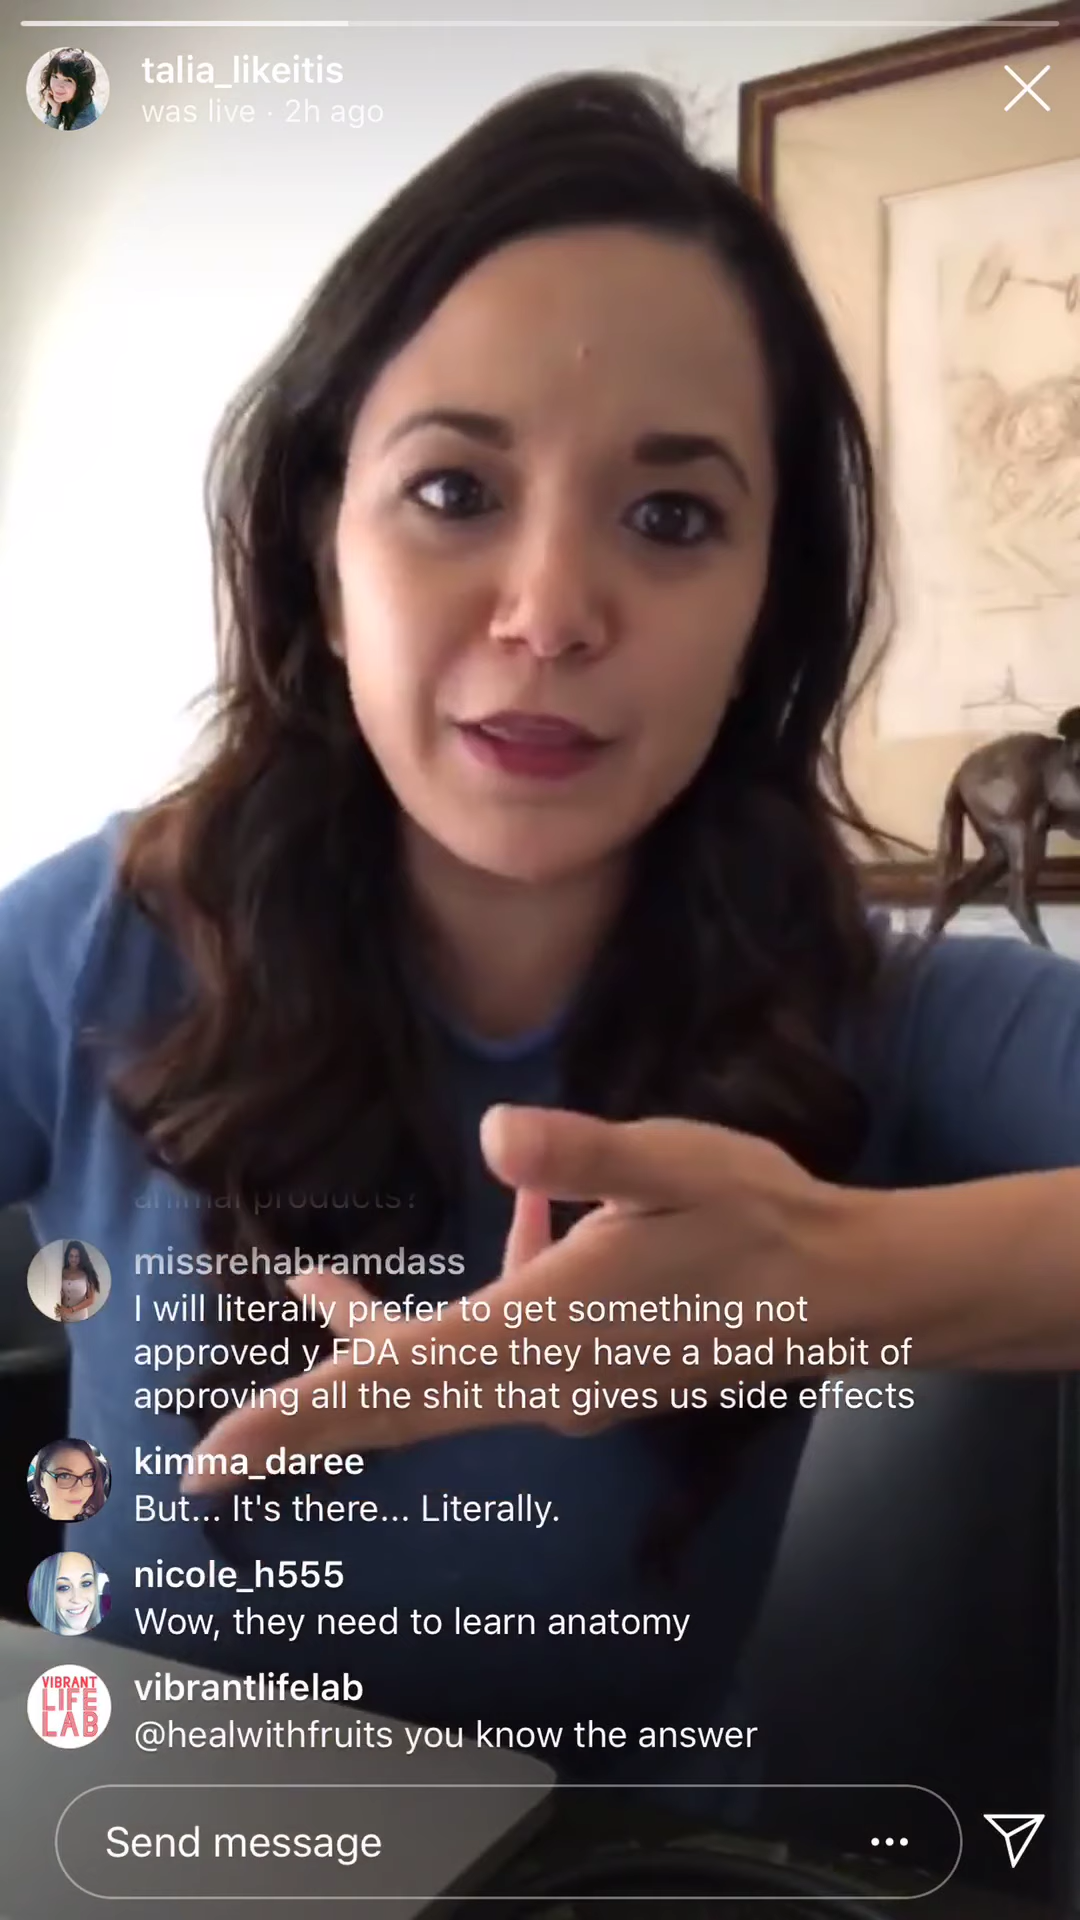 talia_likeitis
was live · 2h ago
animal products?
missrehabramdass
I will literally prefer to get something not
approved y FDA since they have a bad habit of
approving all the shit that gives us side effects
kimma_daree
But... It's there... Literally.
nicole_h555
Wow, they need to learn anatomy
VIBRANT
LIFE
LAB
vibrantlifelab
@healwithfruits you know the answer
Send message